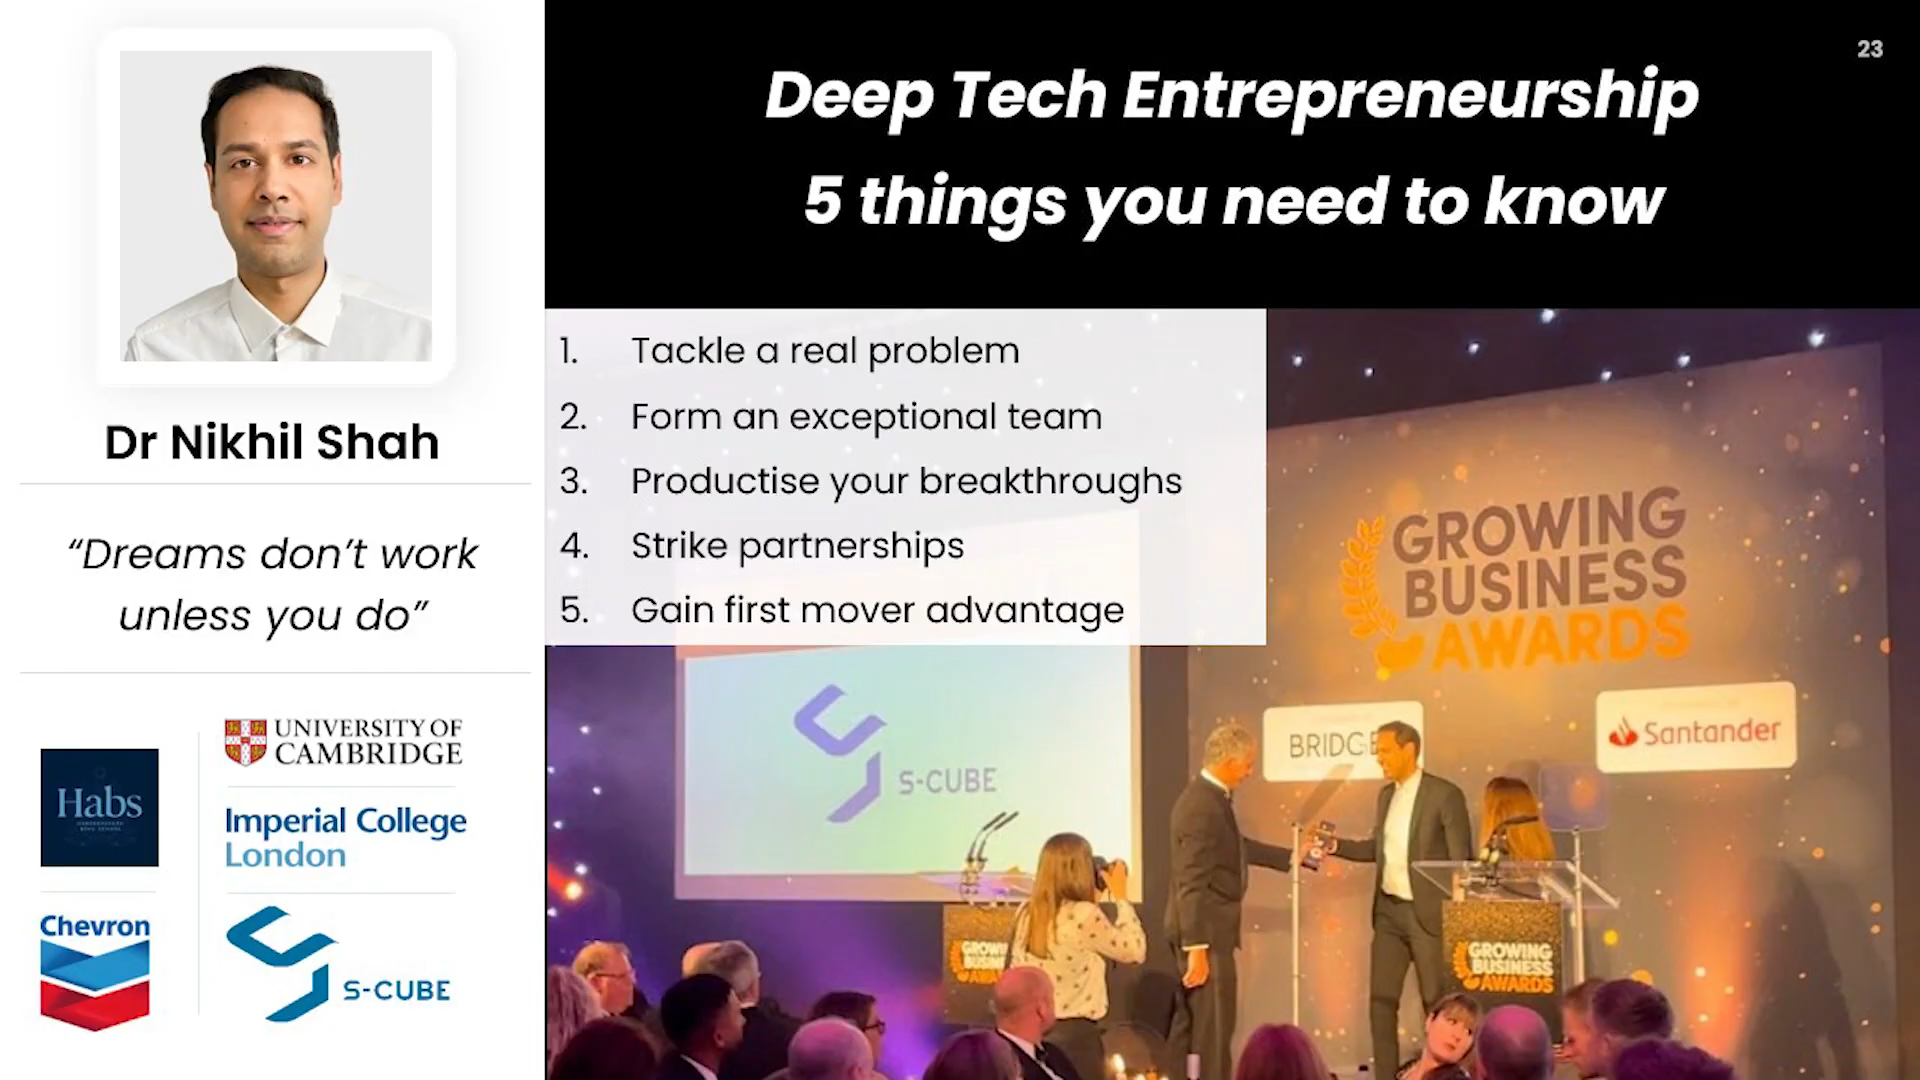 23
Deep Tech Entrepreneurship
5 things you need to know
Dr Nikhil Shah
“Dreams don’t work
unless you do”
Habs
UNIVERSITY OF
CAMBRIDGE
Imperial College
London
Chevron
S-CUBE
1. Tackle a real problem
2. Form an exceptional team
3. Productise your breakthroughs
4. Strike partnerships
5. Gain first mover advantage
GROWING
BUSINESS
AWARDS
S-CUBE
Santander
GROWING
BUSINESS
AWARDS